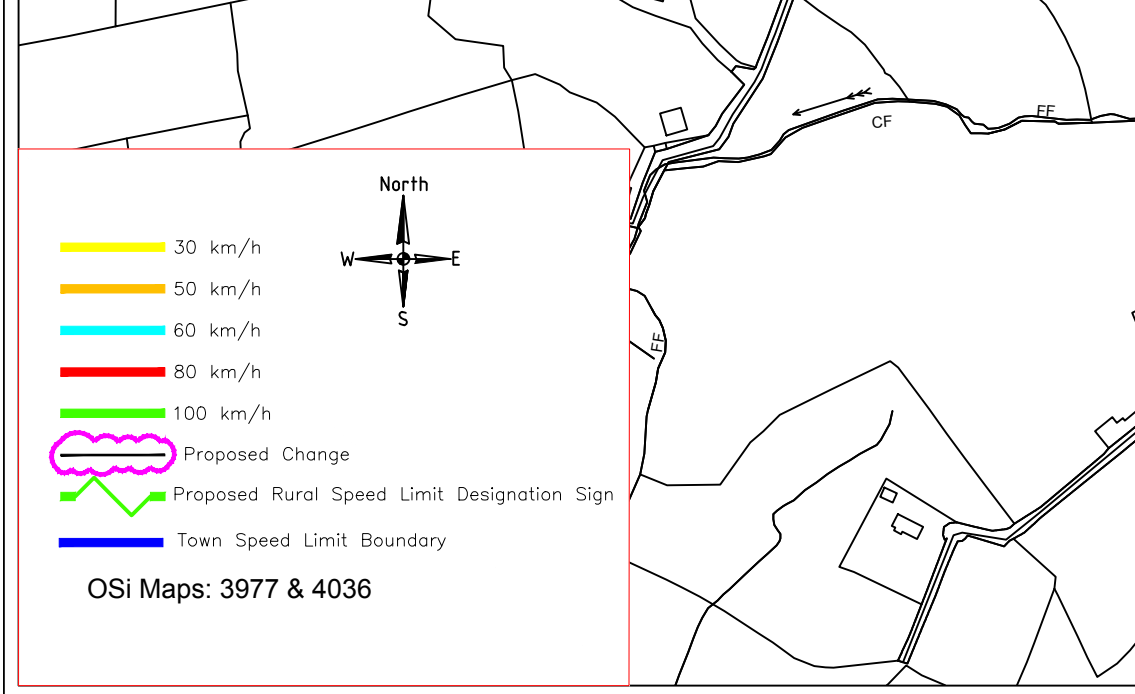 FF
CF
North
W E
S
30 km/h
50 km/h
60 km/h
80 km/h
100 km/h
Proposed Change
Proposed Rural Speed Limit Designation Sign
Town Speed Limit Boundary
OSi Maps: 3977 & 4036
FF